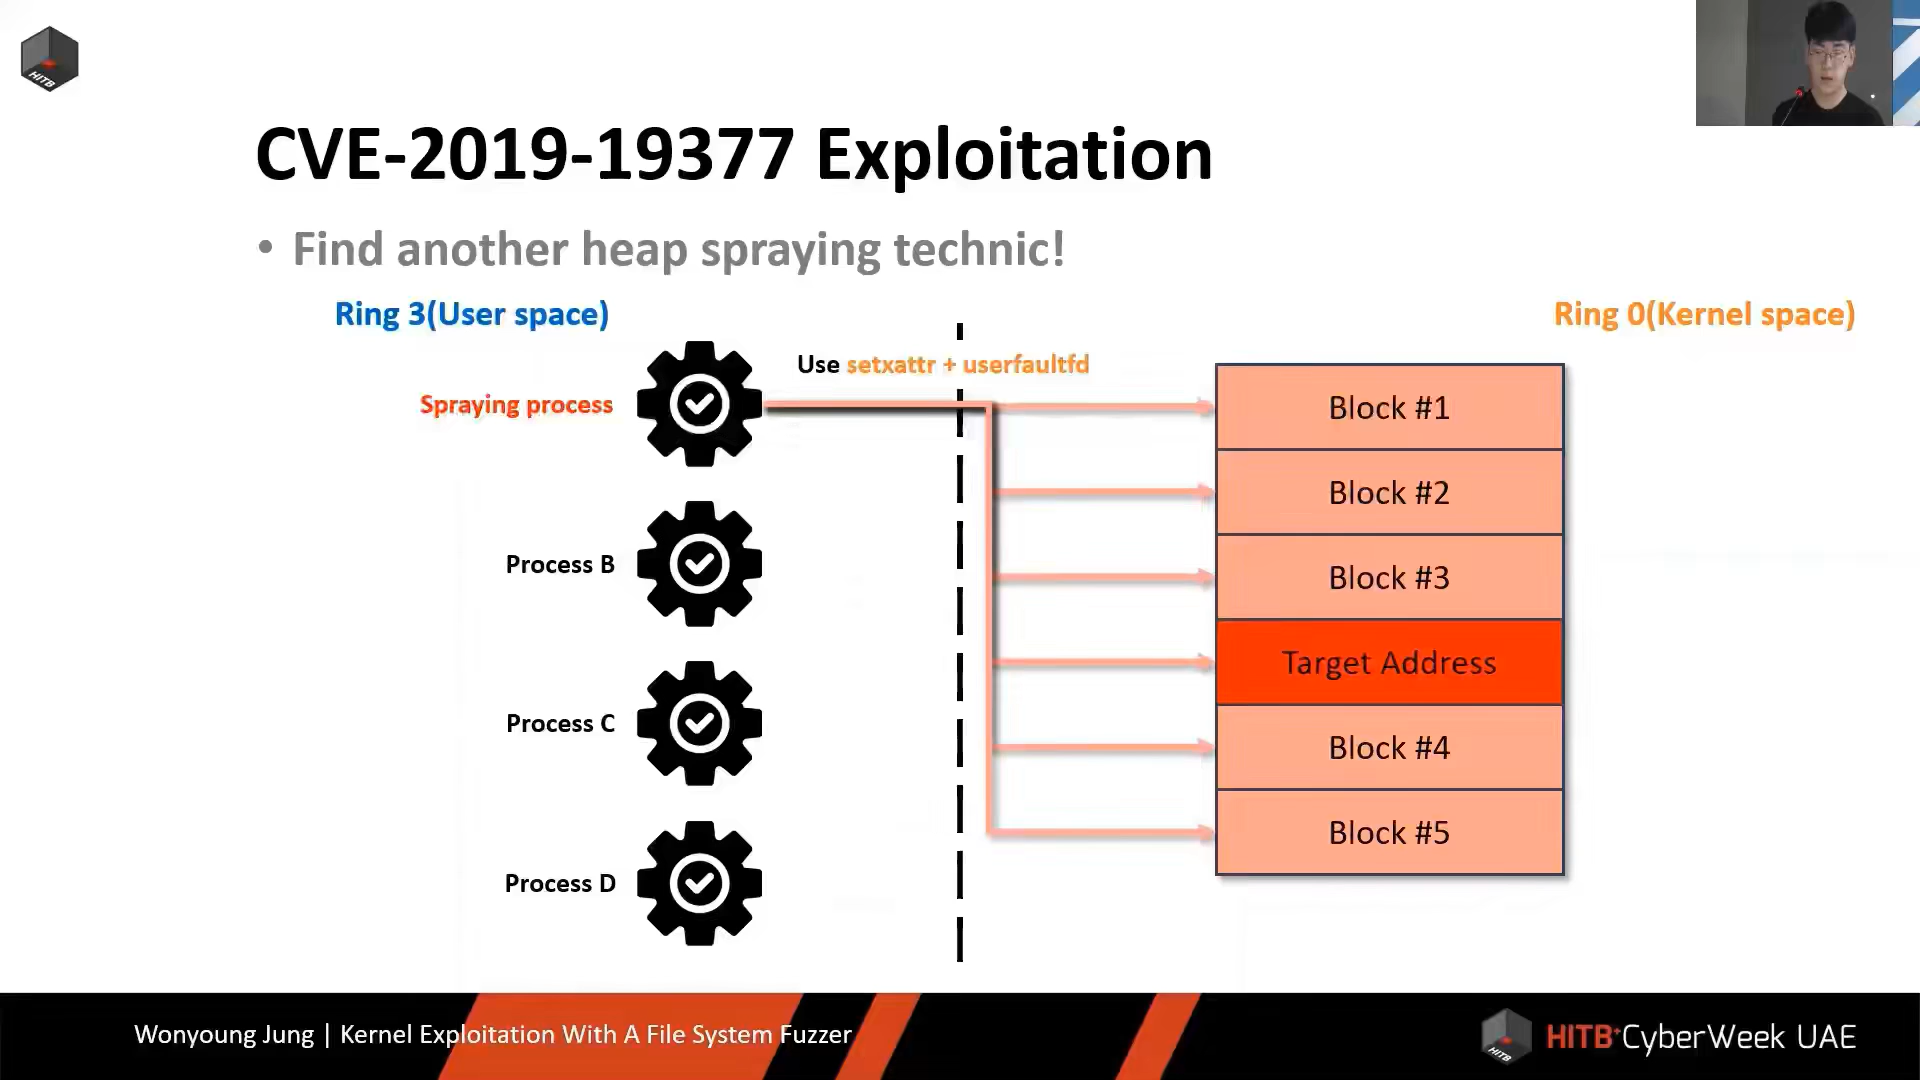 HITB
CVE-2019-19377 Exploitation
• Find another heap spraying technic!
Ring 3(User space)
Ring 0(Kernel space)
Use setxattr + userfaultfd
Spraying process
Process B
Process C
Process D
Block #1
Block #2
Block #3
Target Address
Block #4
Block #5
Wonyoung Jung | Kernel Exploitation With A File System Fuzzer
HITB
HITB+CyberWeek UAE